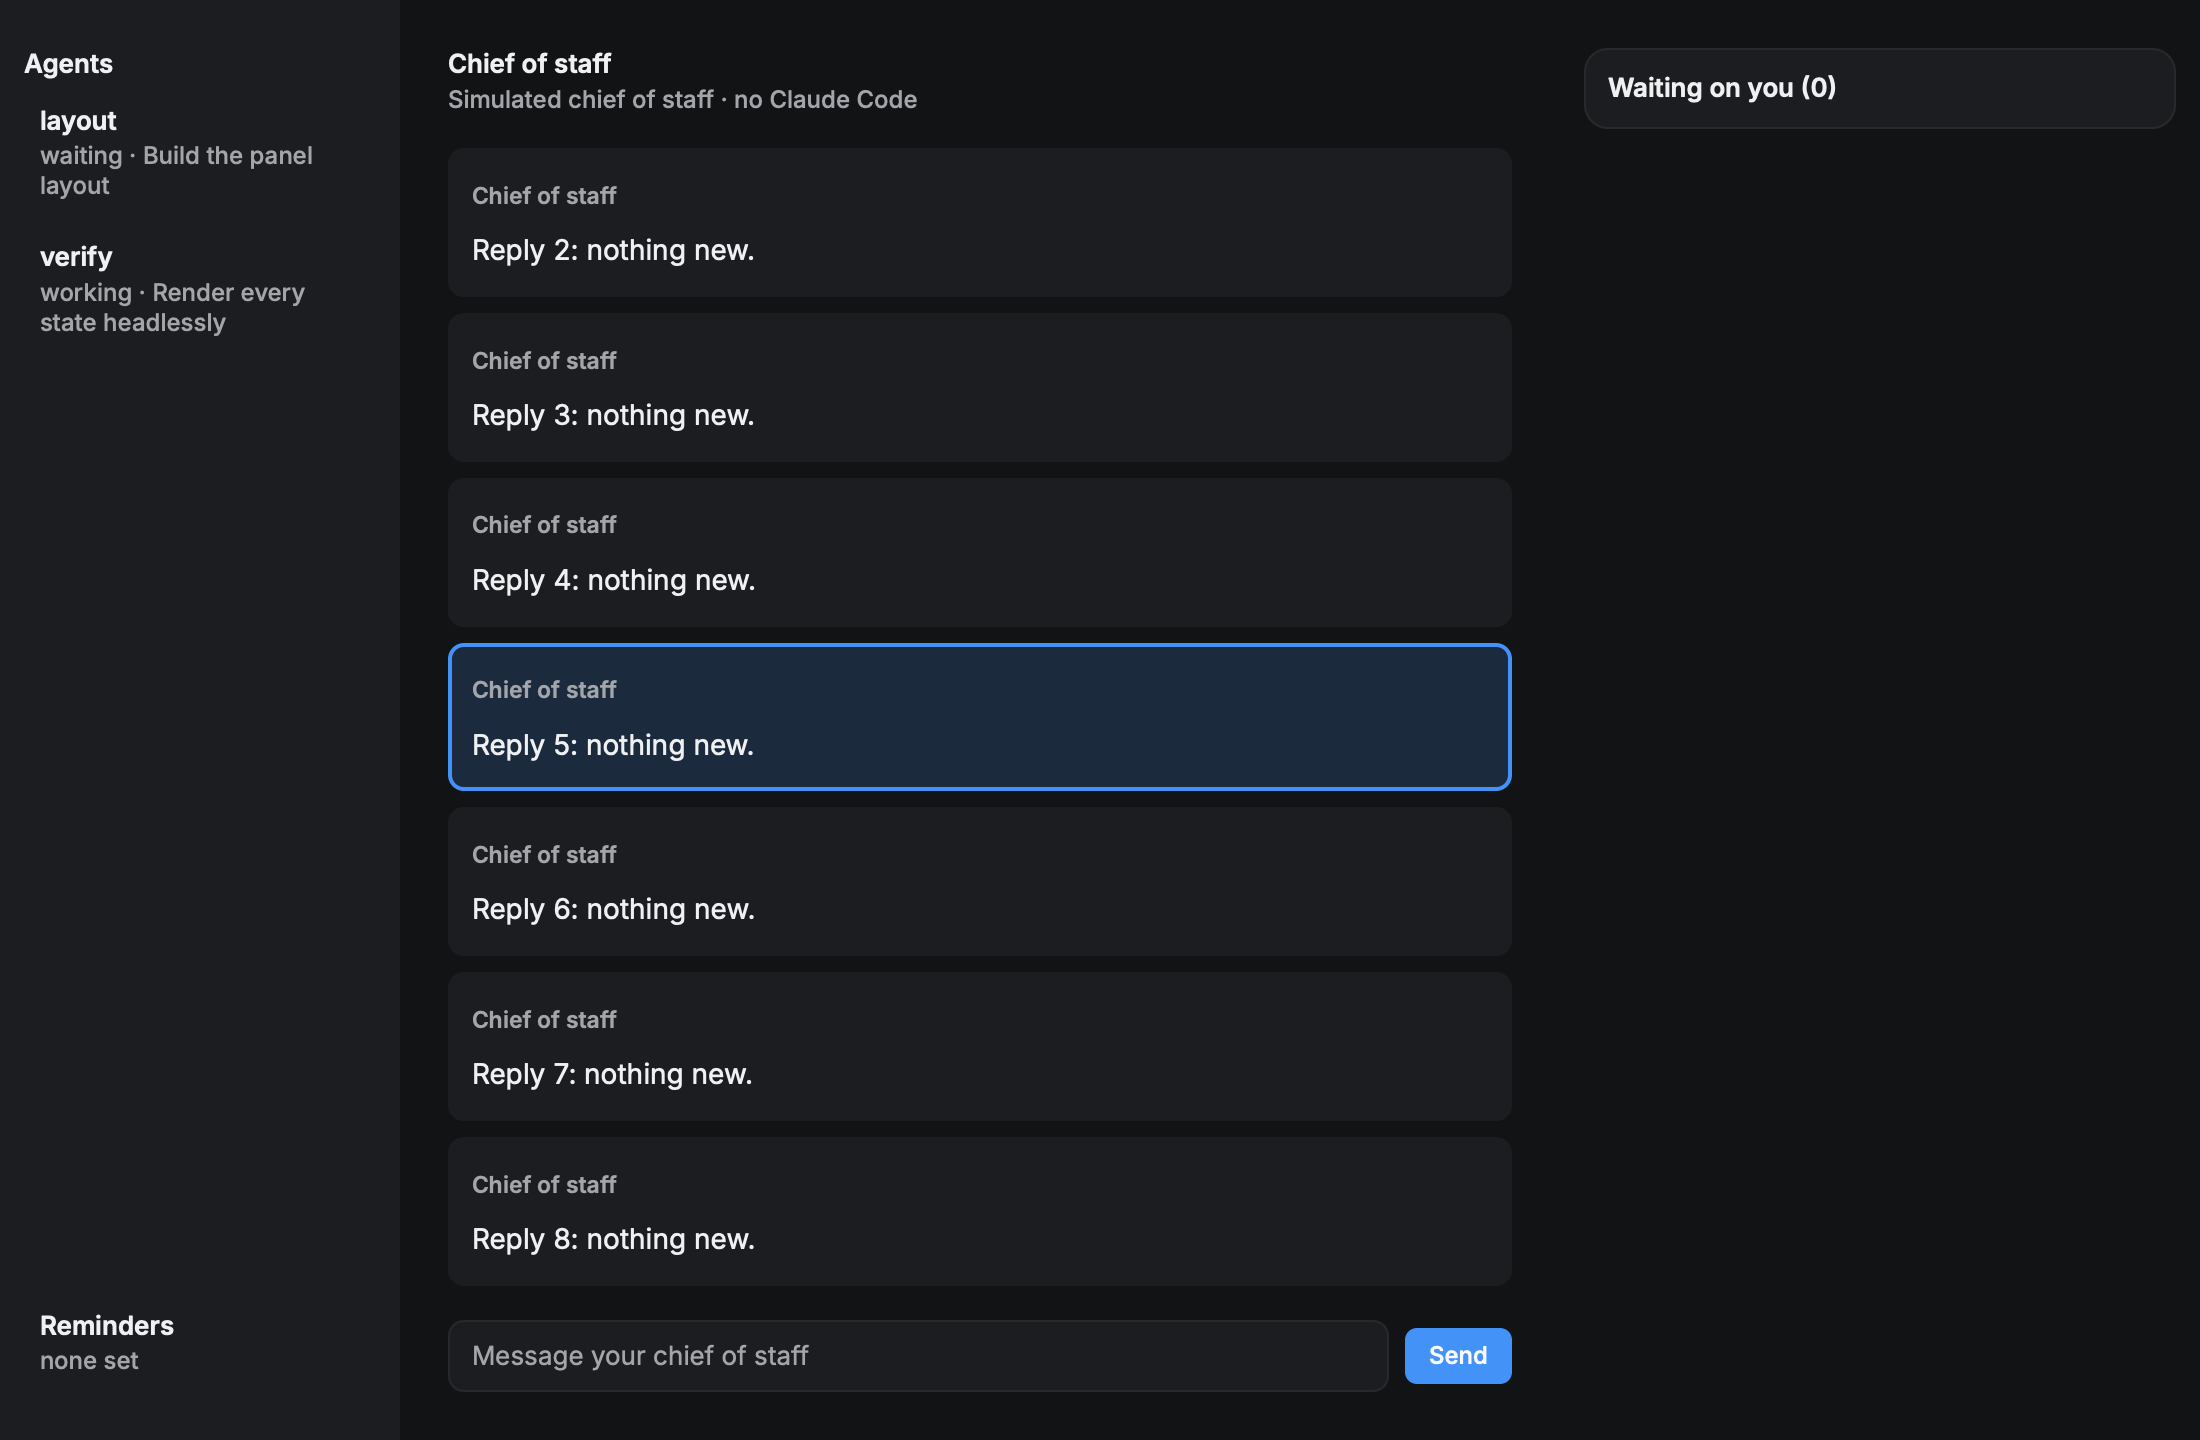 Agents
layout
waiting · Build the panel
layout
verify
working · Render every
state headlessly
Reminders
none set
Chief of staff
Simulated chief of staff · no Claude Code
Chief of staff
Reply 2: nothing new.
Chief of staff
Reply 3: nothing new.
Chief of staff
Reply 4: nothing new.
Chief of staff
Reply 5: nothing new.
Chief of staff
Reply 6: nothing new.
Chief of staff
Reply 7: nothing new.
Chief of staff
Reply 8: nothing new.
Message your chief of staff
Send
Waiting on you (0)